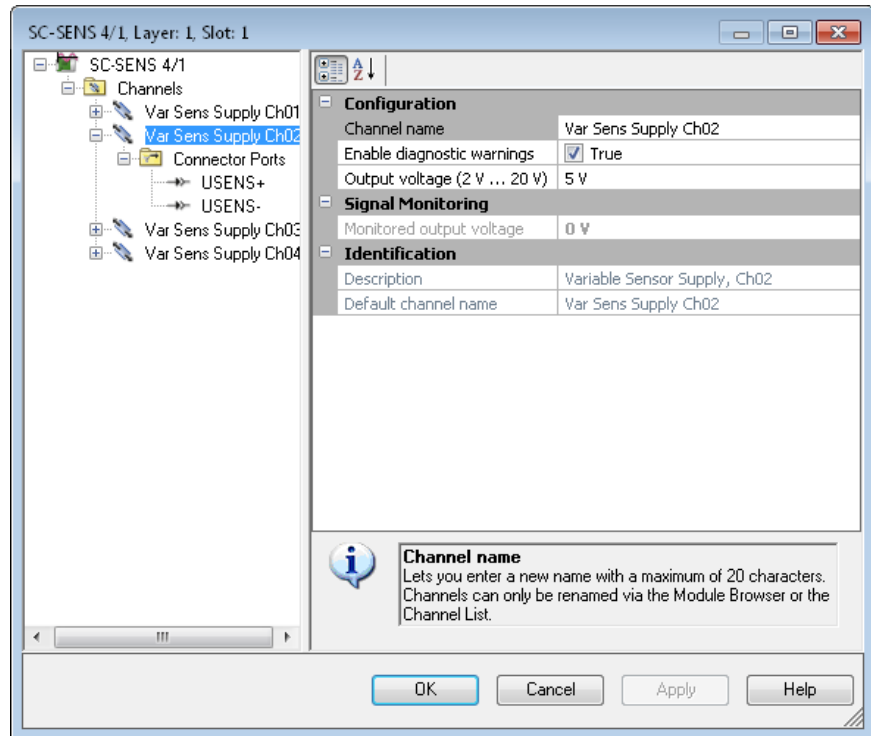 SC-SENS 4/1, Layer: 1, Slot: 1
SC-SENS 4/1
Channels
Var Sens Supply Ch01
Var Sens Supply Ch02
Connector Ports
USENS+
USENS-
Var Sens Supply Ch03
Var Sens Supply Ch04
Configuration
Channel name Var Sens Supply Ch02
Enable diagnostic warnings True
Output voltage (2 V ... 20 V) 5 V
Signal Monitoring
Monitored output voltage 0 V
Identification
Description Variable Sensor Supply, Ch02
Default channel name Var Sens Supply Ch02
Channel name
Lets you enter a new name with a maximum of 20 characters.
Channels can only be renamed via the Module Browser or the
Channel List.
OK Cancel Apply Help